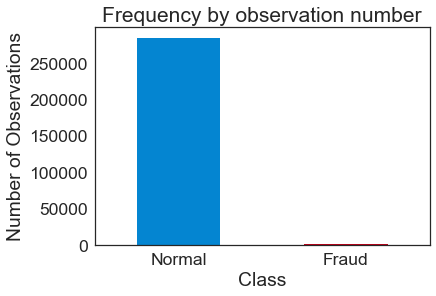 Frequency by observation number
Number of Observations
250000
200000
150000
100000
50000
0
Normal
Fraud
Class